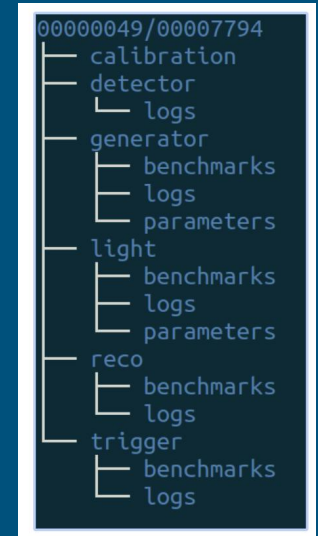 00000049/00007794
calibration
detector
logs
generator
benchmarks
logs
parameters
light
benchmarks
logs
parameters
reco
benchmarks
logs
trigger
benchmarks
logs